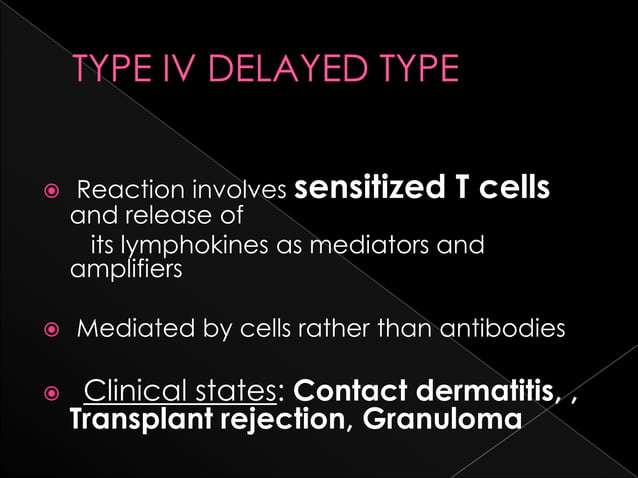 TYPE IV DELAYED TYPE
Reaction involves sensitized T cells
and release of
its lymphokines as mediators and
amplifiers
Mediated by cells rather than antibodies
Clinical states: Contact dermatitis, ,
Transplant rejection, Granuloma